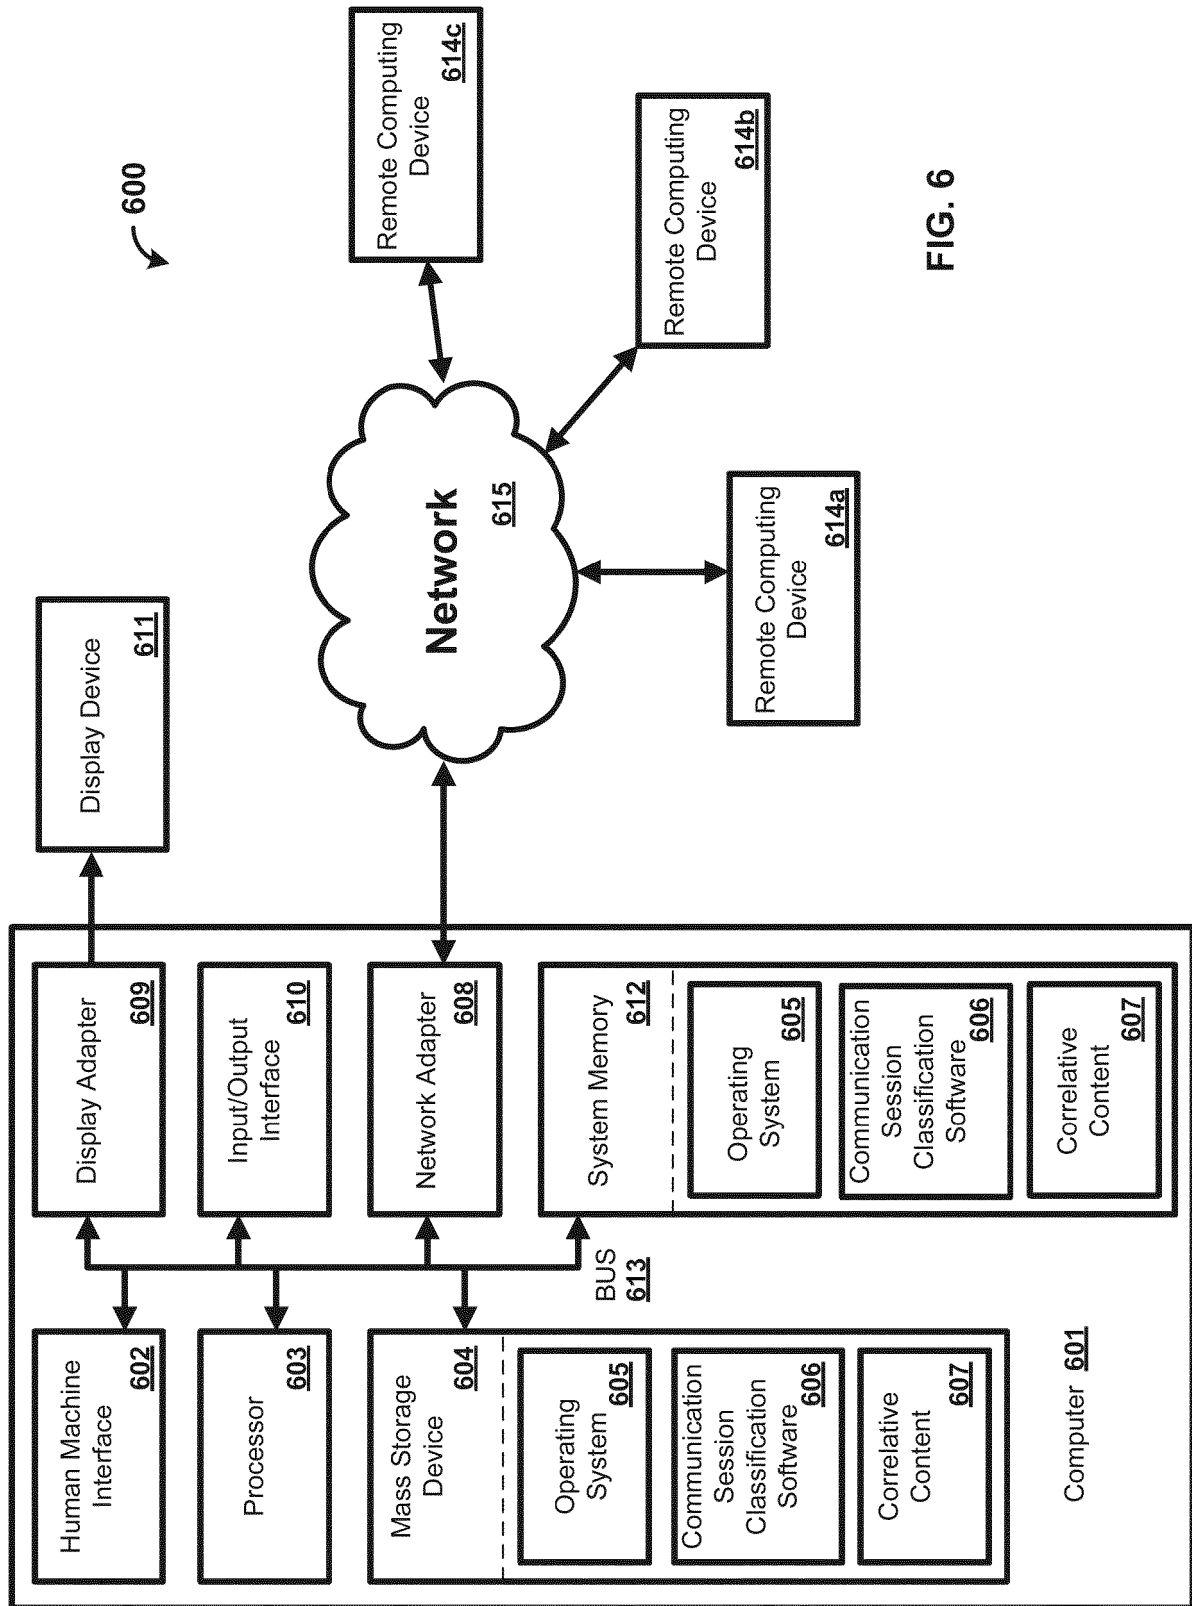 600
Human Machine
Interface
602
Processor
603
Mass Storage
Device
604
Operating
System
605
Communication
Session
Classification
Software
606
Correlative
Content
607
Computer 601
BUS
613
Display Adapter
609
Input/Output
Interface
610
Network Adapter
608
System Memory
612
Operating
System
605
Communication
Session
Classification
Software
606
Correlative
Content
607
Display Device
611
Network
615
Remote Computing
Device
614a
Remote Computing
Device
614b
Remote Computing
Device
614c
FIG. 6